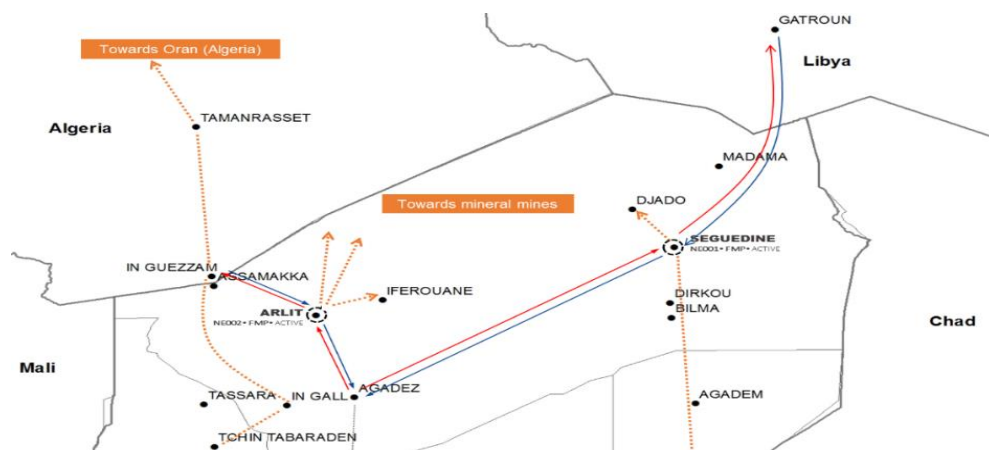 GATROUN
Towards Oran (Algeria)
Libya
TAMANRASSET
Algeria
MADAMA
DJADO
Towards mineral mines
SEGUEDINE
NE001 • FMP • ACTIVE
IN GUEZZAM
ASSAMAKKA
IFEROUANE
DIRKOU
BILMA
ARLIT
NE002 • FMP • ACTIVE
Chad
Mali
AGADEZ
TASSARA
IN GALL
AGADEM
TCHIN TABARADEN